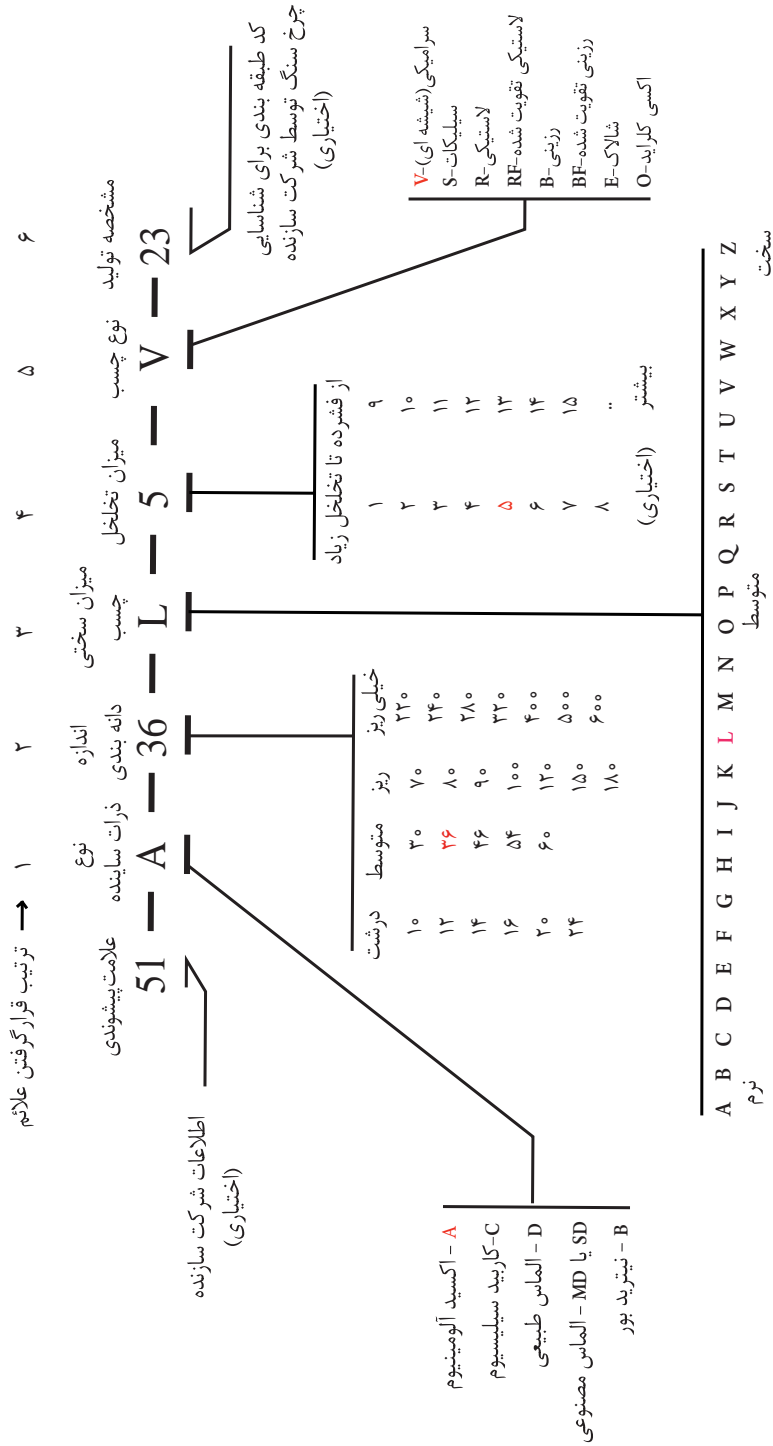 ترتیب قرارگرفتن علائم → ۱ ۲ ۳ ۴ ۵ ۶
علامت پیشوندی
نوع
ذرات ساینده
اندازه
دانه بندی
میزان سختی
چسب
میزان تخلخل
نوع چسب
مشخصه تولید
51 — A — 36 — L — 5 — V — 23
اطلاعات شرکت سازنده
(اختیاری)
کد طبقه بندی برای شناسایی
چرخ سنگ توسط شرکت سازنده
(اختیاری)
A - اکسید آلومینیوم
C-کاربید سیلیسیوم
D - الماس طبیعی
SD یا MD - الماس مصنوعی
B - نیترید بور
درشت متوسط ریز خیلی ریز
۱۰ ۳۰ ۷۰ ۲۲۰
۱۲ ۳۶ ۸۰ ۲۴۰
۱۴ ۴۶ ۹۰ ۲۸۰
۱۶ ۵۴ ۱۰۰ ۳۲۰
۲۰ ۶۰ ۱۲۰ ۴۰۰
۲۴ ۱۵۰ ۵۰۰
۱۸۰ ۶۰۰
از فشرده تا تخلخل زیاد
۱ ۹
۲ ۱۰
۳ ۱۱
۴ ۱۲
۵ ۱۳
۶ ۱۴
۷ ۱۵
۸ ..
(اختیاری) بیشتر
V-سرامیکی(شیشه ای)
S-سیلیکات
R-لاستیکی
RF-لاستیکی تقویت شده
B-رزینی
BF-رزینی تقویت شده
E-شالاک
O-اکسی کلراید
A B C D E F G H I J K L M N O P Q R S T U V W X Y Z
نرم متوسط سخت